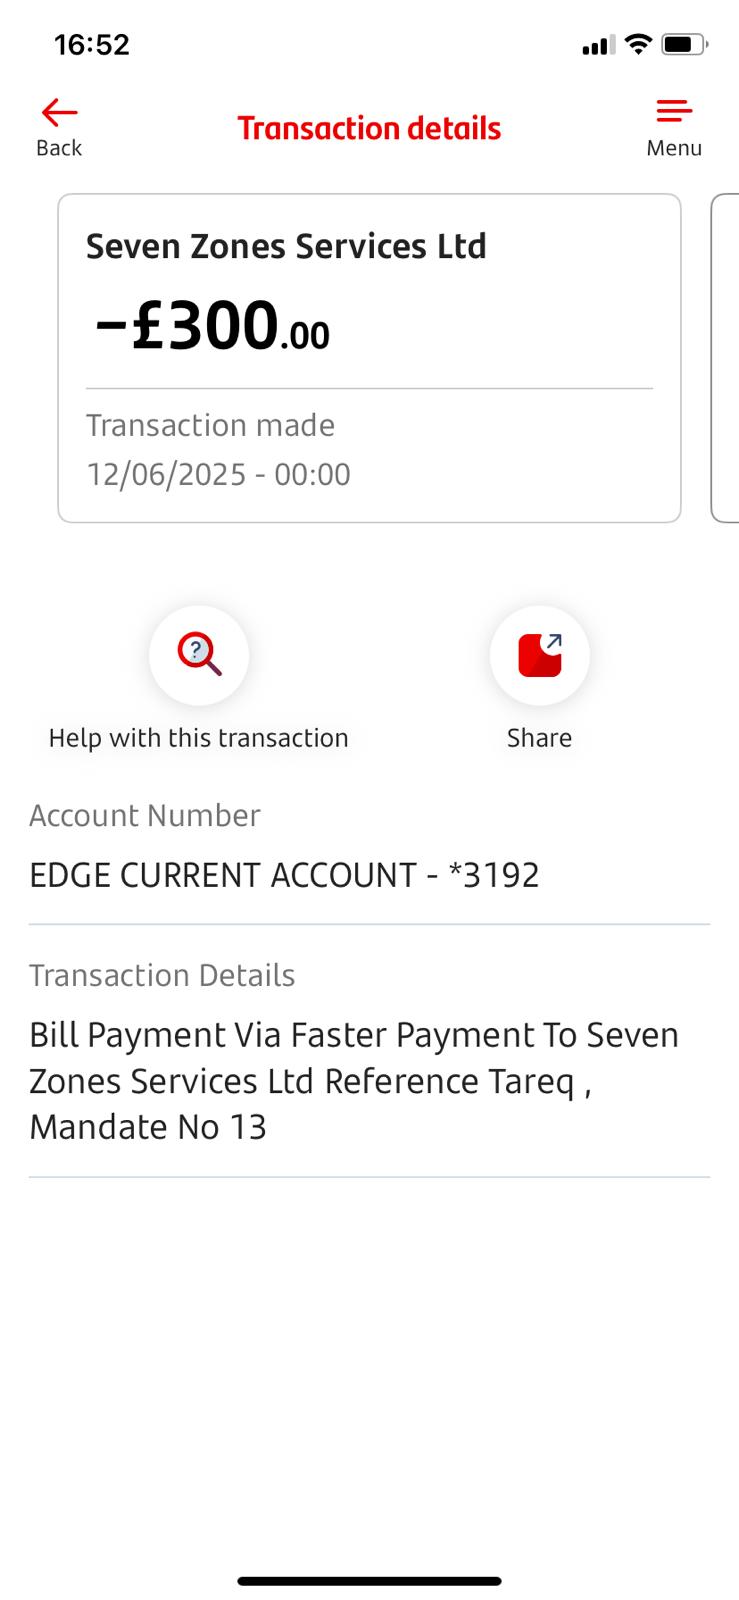 16:52
Back
Transaction details
Menu
Seven Zones Services Ltd
-£300.00
Transaction made
12/06/2025 - 00:00
?
Help with this transaction
Share
Account Number
EDGE CURRENT ACCOUNT - *3192
Transaction Details
Bill Payment Via Faster Payment To Seven
Zones Services Ltd Reference Tareq ,
Mandate No 13